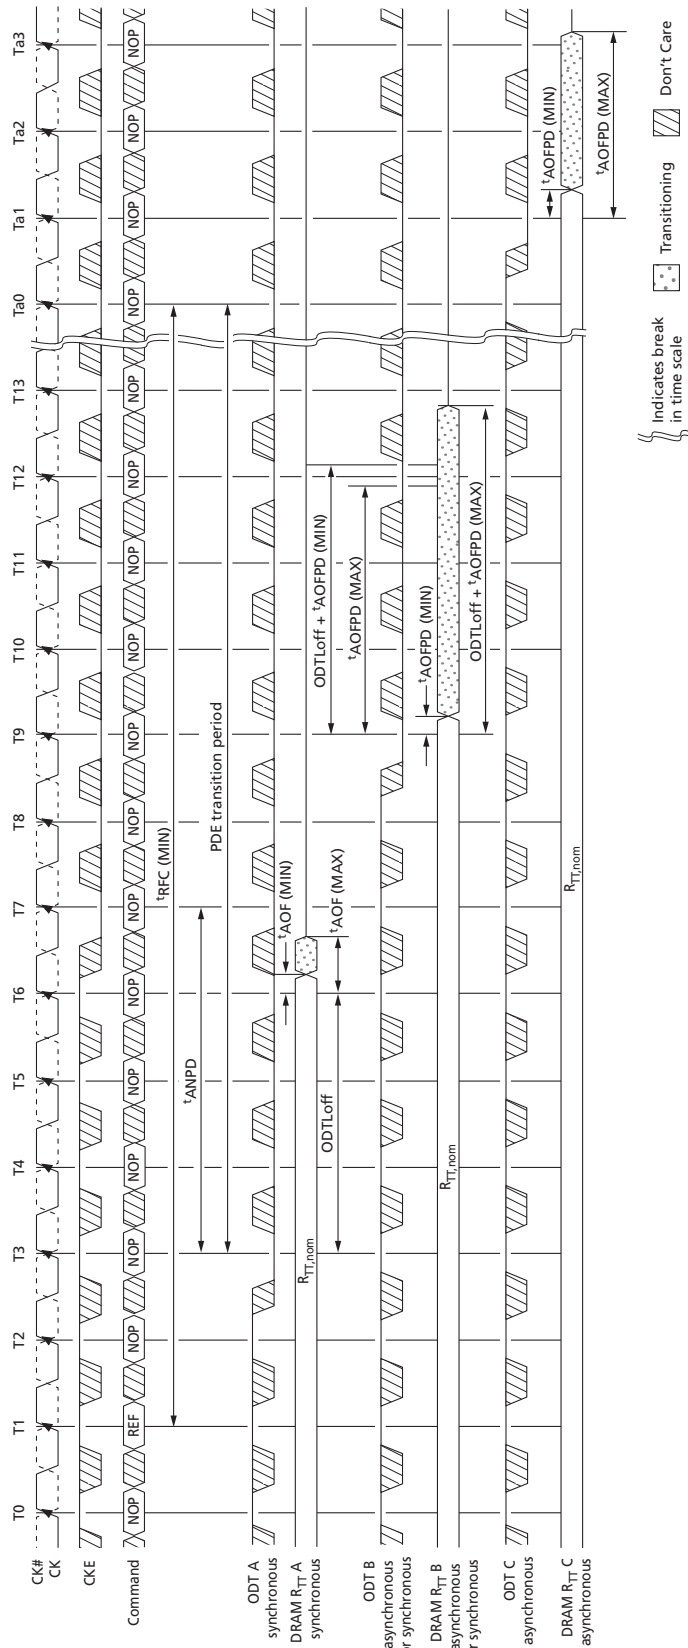 T0 T1 T2 T3 T4 T5 T6 T7 T8 T9 T10 T11 T12 T13 Ta0 Ta1 Ta2 Ta3
CK#
CK
CKE
Command
NOP REF NOP NOP NOP NOP NOP NOP NOP NOP NOP NOP NOP NOP NOP NOP NOP NOP
tRFC (MIN)
tANPD
PDE transition period
ODT A
synchronous
tAOF (MIN)
DRAM RTT A
synchronous
RTT,nom
tAOF (MAX)
ODTLoff
ODTLoff + tAOFPD (MIN)
tAOFPD (MAX)
ODT B
asynchronous
or synchronous
tAOFPD (MIN)
DRAM RTT B
asynchronous
or synchronous
RTT,nom
ODTLoff + tAOFPD (MAX)
ODT C
asynchronous
tAOFPD (MIN)
DRAM RTT C
asynchronous
RTT,nom
tAOFPD (MAX)
Indicates break
in time scale
Transitioning
Don't Care